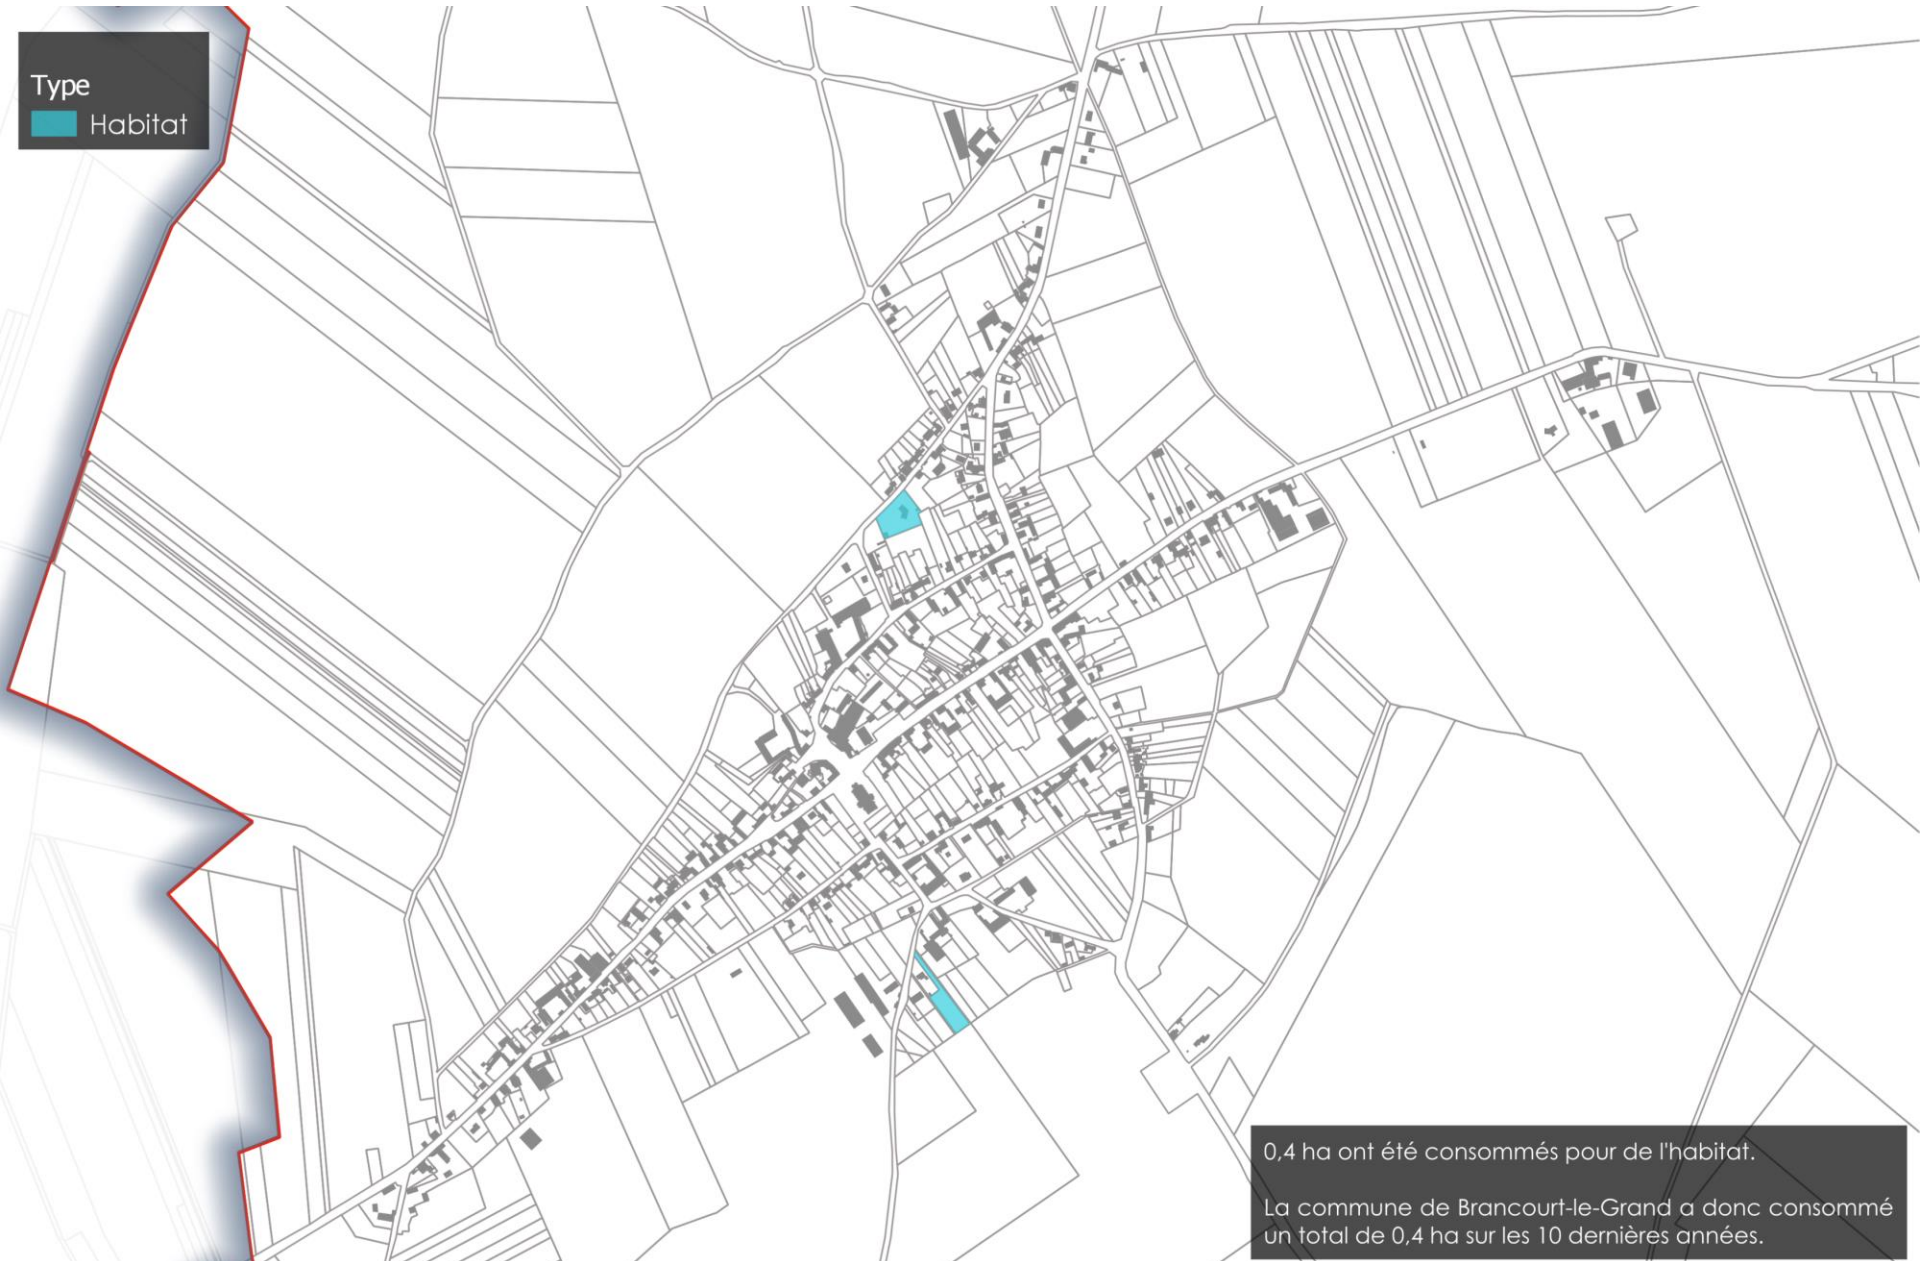 Type
Habitat
0,4 ha ont été consommés pour de l'habitat.
La commune de Brancourt-le-Grand a donc consommé
un total de 0,4 ha sur les 10 dernières années.